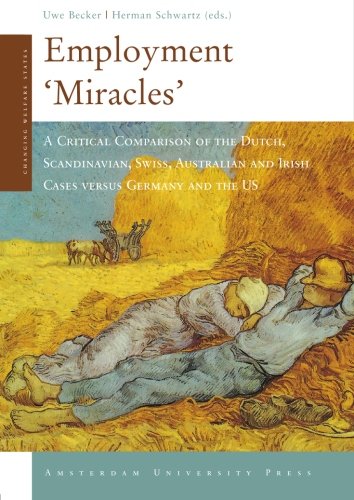 Uwe Becker | Herman Schwartz (eds.)
Employment
‘Miracles’
CHANGING WELFARE STATES
A Critical Comparison of the Dutch,
Scandinavian, Swiss, Australian and Irish
Cases versus Germany and the US
Amsterdam University Press